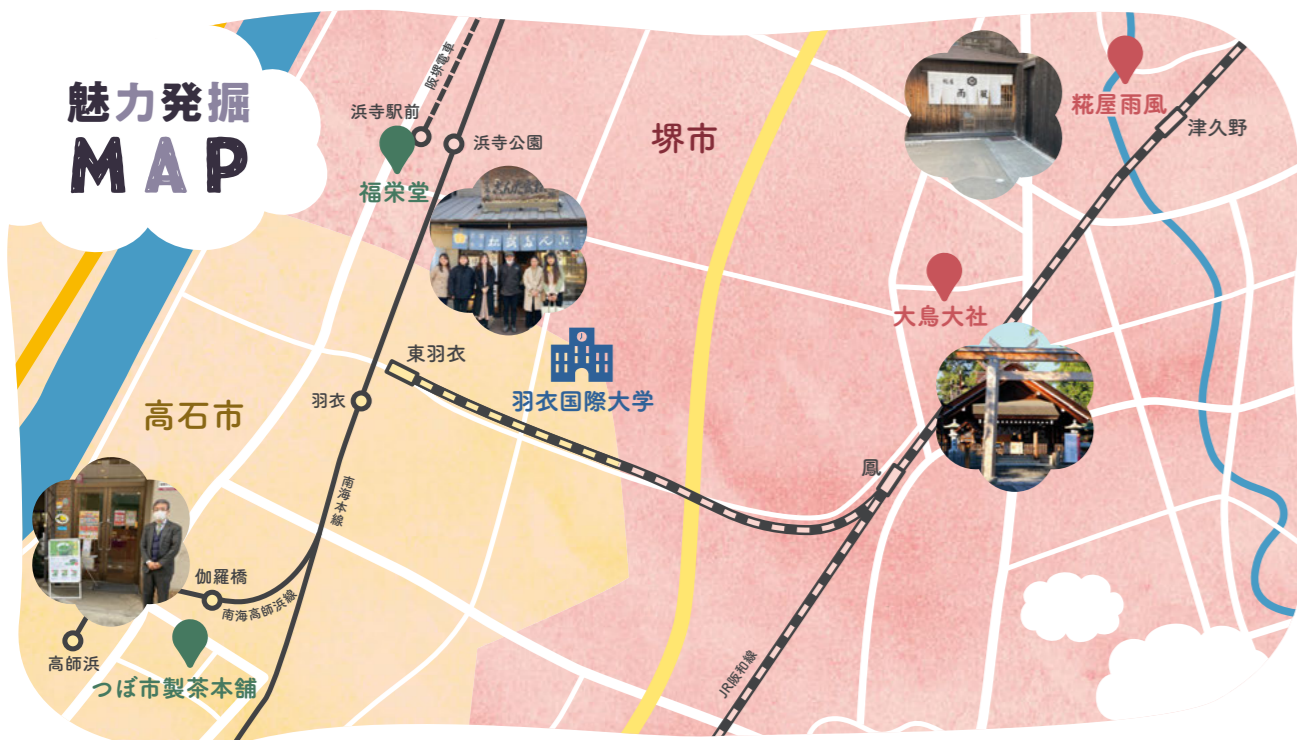 魅力発掘
MAP
阪堺電車
浜寺駅前
浜寺公園
福栄堂
堺市
糀屋雨風
津久野
大鳥大社
東羽衣
羽衣国際大学
羽衣
高石市
鳳
南海本線
伽羅橋
南海高師浜線
高師浜
つぼ市製茶本舗
JR阪和線